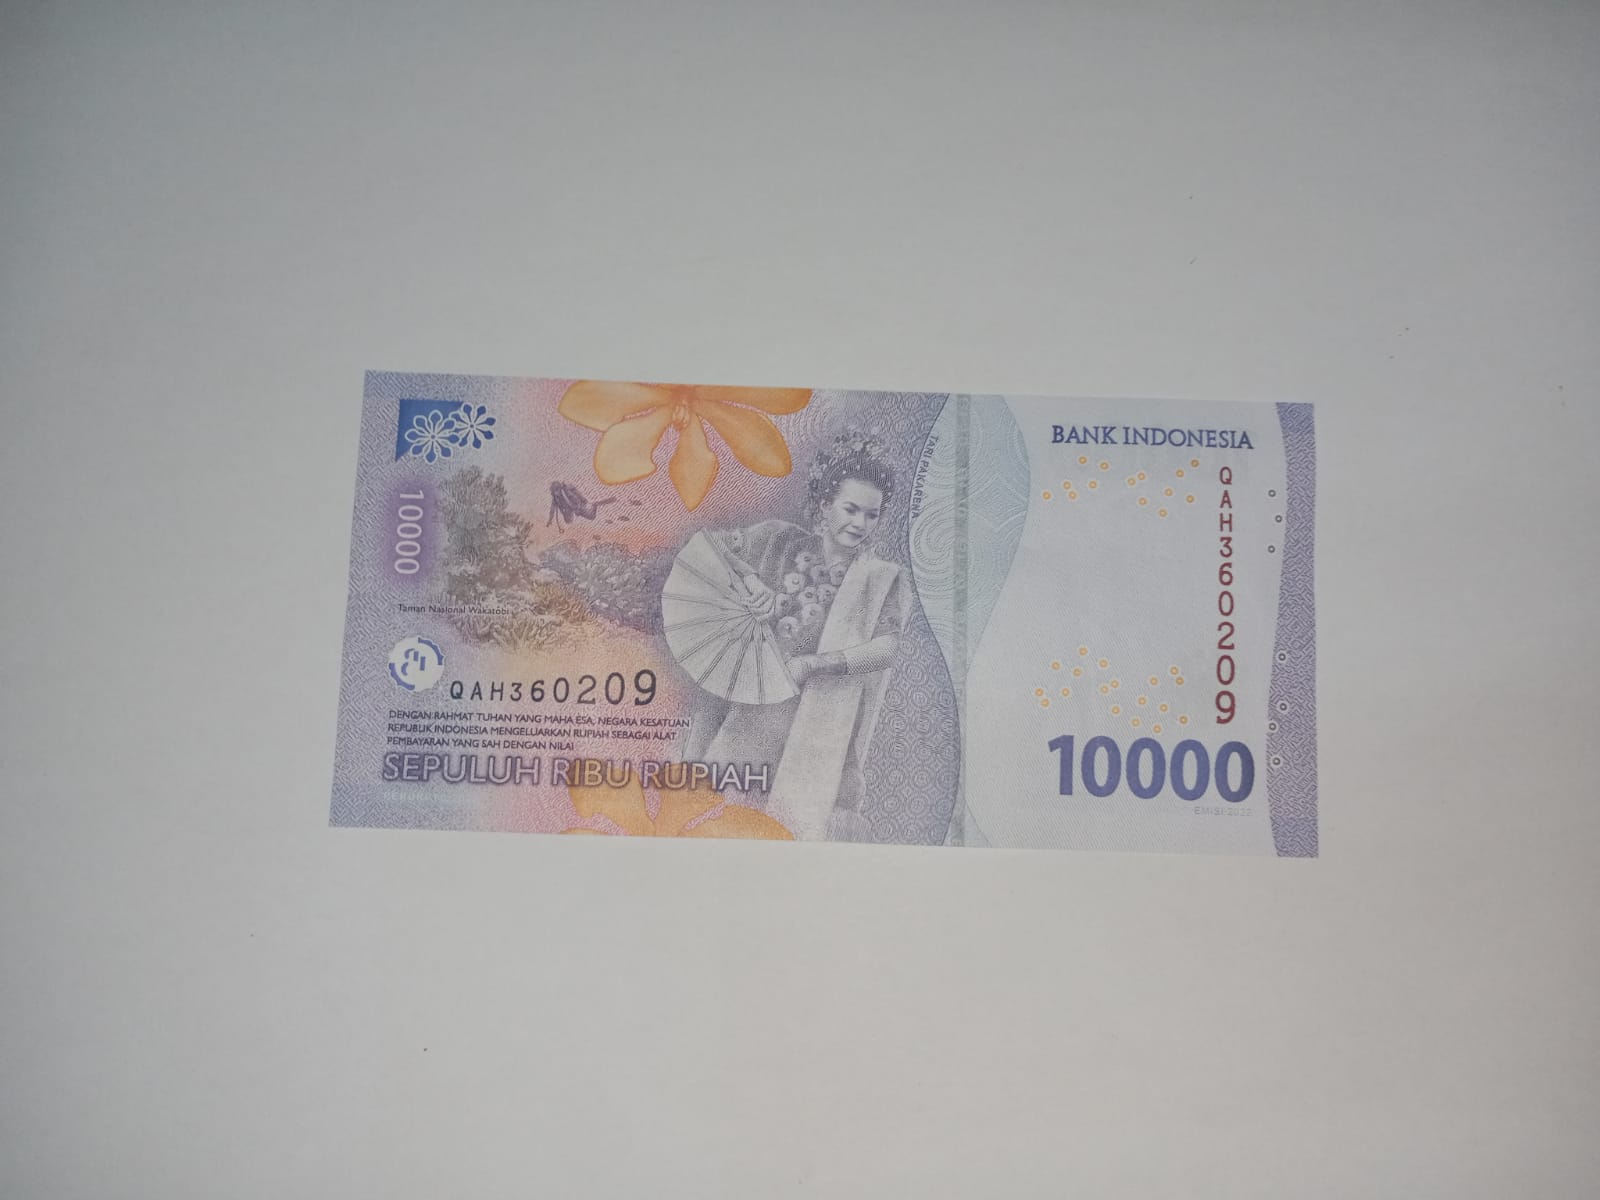 BANK INDONESIA
TARI PAKARENA
QAH360209
10000
Taman Nasional Wakatobi
QAH360209
DENGAN RAHMAT TUHAN YANG MAHA ESA, NEGARA KESATUAN
REPUBLIK INDONESIA MENGELUARKAN RUPIAH SEBAGAI ALAT
PEMBAYARAN YANG SAH DENGAN NILAI
SEPULUH RIBU RUPIAH
10000
EMISI 2022